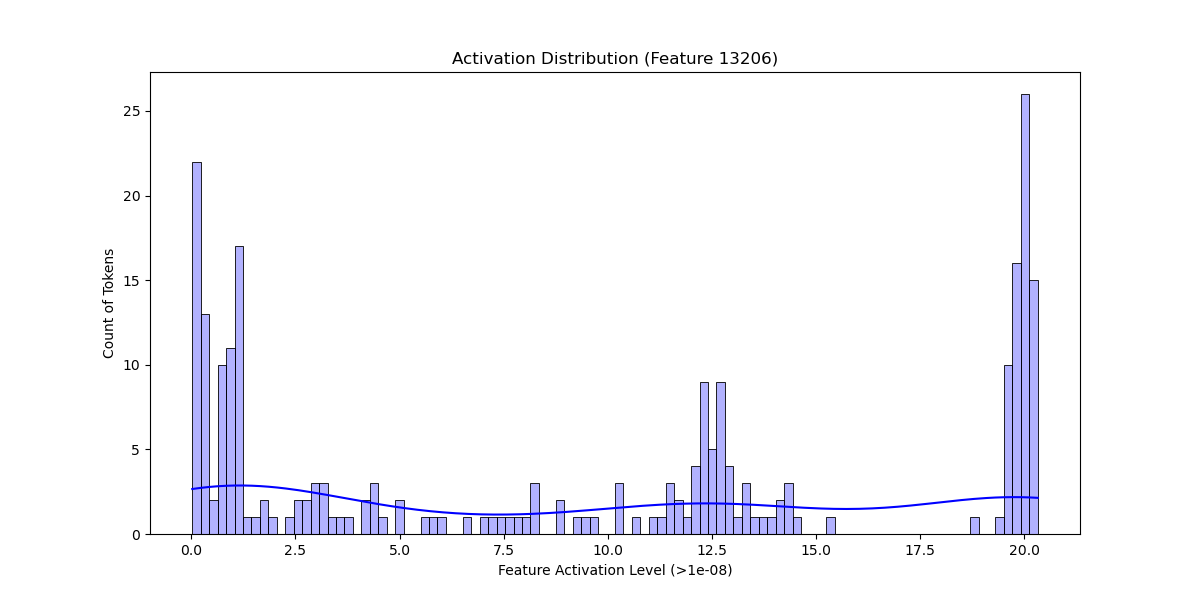 Activation Distribution (Feature 13206)
25
20
15
10
5
0
Count of Tokens
0.0 2.5 5.0 7.5 10.0 12.5 15.0 17.5 20.0
Feature Activation Level (>1e-08)